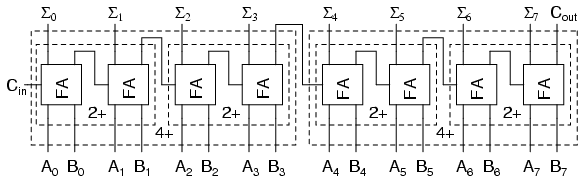 Σ₀ Σ₁ Σ₂ Σ₃ Σ₄ Σ₅ Σ₆ Σ₇ Cout
Cin FA FA FA FA FA FA FA FA
2+ 2+ 2+ 2+
4+ 4+
A₀ B₀ A₁ B₁ A₂ B₂ A₃ B₃ A₄ B₄ A₅ B₅ A₆ B₆ A₇ B₇